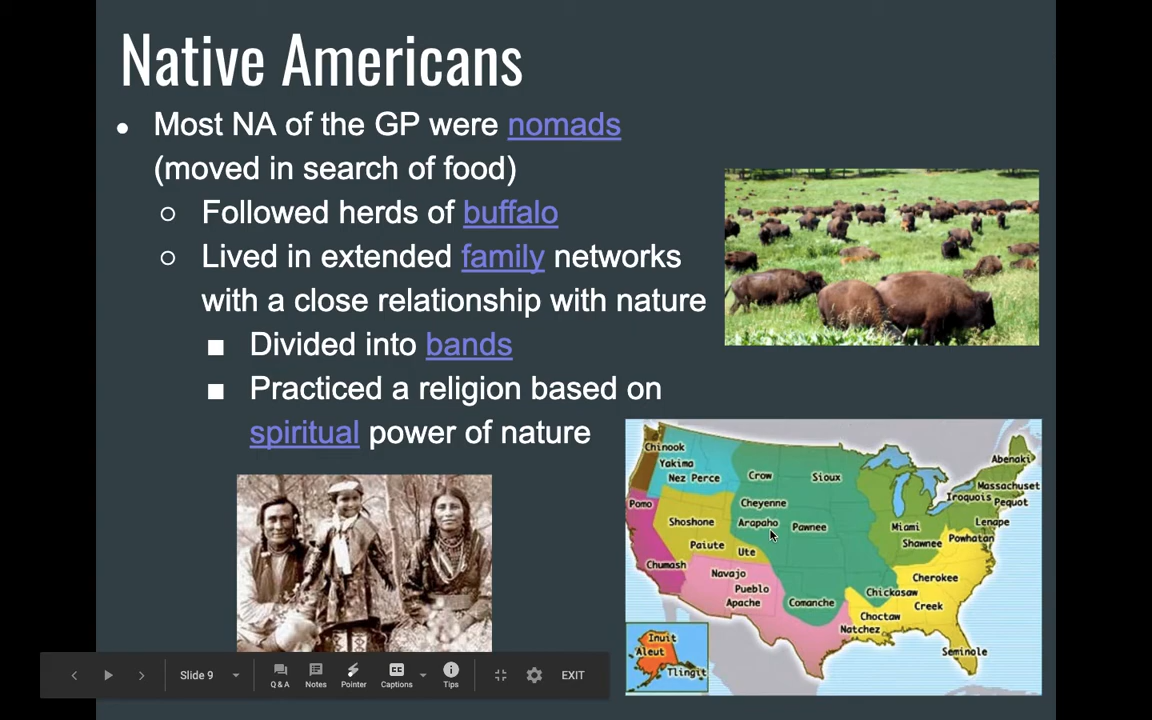 Native Americans
● Most NA of the GP were nomads
(moved in search of food)
○ Followed herds of buffalo
○ Lived in extended family networks
with a close relationship with nature
■ Divided into bands
■ Practiced a religion based on
spiritual power of nature
Chinook
Yakima
Nez Perce
Crow
Sioux
Abenaki
Massachuset
Iroquois
Pequot
Pomo
Cheyenne
Shoshone
Arapaho
Pawnee
Miami
Lenape
Powhatan
Shawnee
Paiute
Ute
Chumash
Navajo
Pueblo
Apache
Comanche
Cherokee
Chickasaw
Creek
Choctaw
Natchez
Seminole
Inuit
Aleut
Tlingit
Slide 9
Q & A
Notes
Pointer
CC
Captions
Tips
EXIT